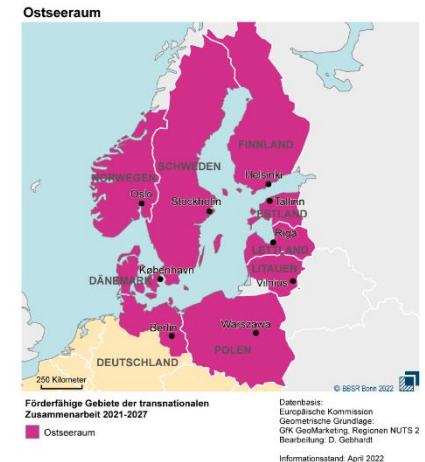 Ostseeraum
FINNLAND
SCHWEDEN
NORWEGEN
Helsinki
Oslo
Stockholm
Tallinn
ESTLAND
Riga
LETTLAND
LITAUEN
København
DÄNEMARK
Vilnius
Berlin
Warszawa
POLEN
DEUTSCHLAND
250 Kilometer
© BBSR Bonn 2022
Förderfähige Gebiete der transnationalen
Zusammenarbeit 2021-2027
Ostseeraum
Datenbasis:
Europäische Kommission
Geometrische Grundlage:
GfK GeoMarketing, Regionen NUTS 2
Bearbeitung: D. Gebhardt
Informationsstand: April 2022